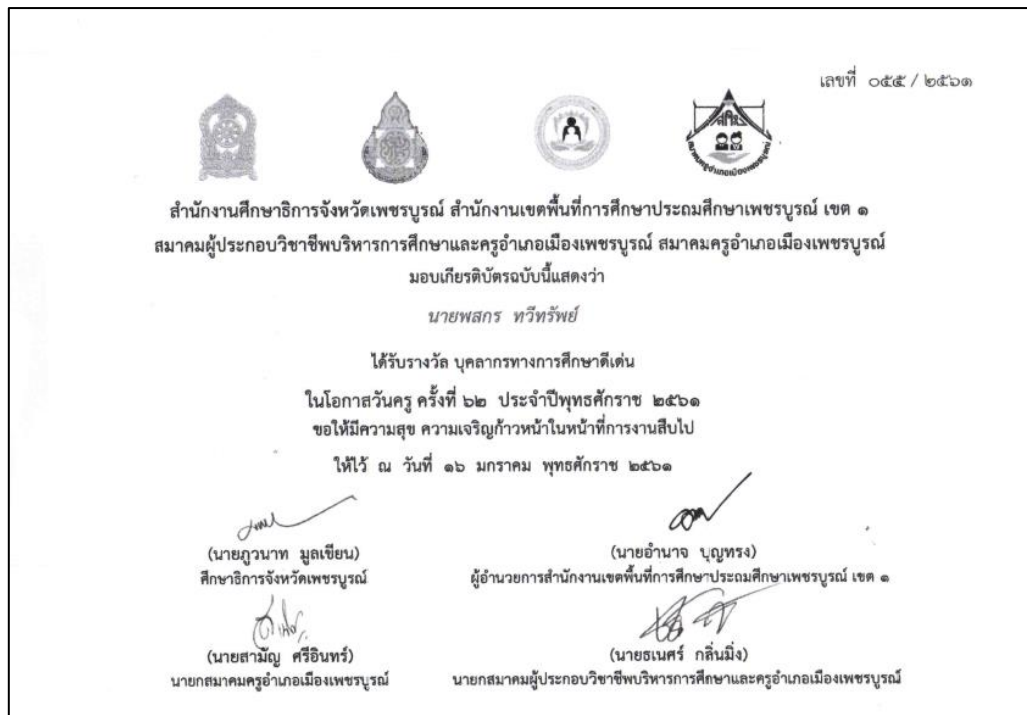 เลขที่ ๐๕๕ / ๒๕๖๑
สมาคมครูอำเภอเมืองเพชรบูรณ์
สำนักงานศึกษาธิการจังหวัดเพชรบูรณ์ สำนักงานเขตพื้นที่การศึกษาประถมศึกษาเพชรบูรณ์ เขต ๑
สมาคมผู้ประกอบวิชาชีพบริหารการศึกษาและครูอำเภอเมืองเพชรบูรณ์ สมาคมครูอำเภอเมืองเพชรบูรณ์
มอบเกียรติบัตรฉบับนี้แสดงว่า
นายพสกร ทวีทรัพย์
ได้รับรางวัล บุคลากรทางการศึกษาดีเด่น
ในโอกาสวันครู ครั้งที่ ๖๒ ประจำปีพุทธศักราช ๒๕๖๑
ขอให้มีความสุข ความเจริญก้าวหน้าในหน้าที่การงานสืบไป
ให้ไว้ ณ วันที่ ๑๖ มกราคม พุทธศักราช ๒๕๖๑
(นายภูวนาท มูลเขียน) (นายอำนาจ บุญทรง)
ศึกษาธิการจังหวัดเพชรบูรณ์ ผู้อำนวยการสำนักงานเขตพื้นที่การศึกษาประถมศึกษาเพชรบูรณ์ เขต ๑
(นายสามัญ ศรีอินทร์) (นายธเนศร์ กลิ่นมิ่ง)
นายกสมาคมครูอำเภอเมืองเพชรบูรณ์ นายกสมาคมผู้ประกอบวิชาชีพบริหารการศึกษาและครูอำเภอเมืองเพชรบูรณ์